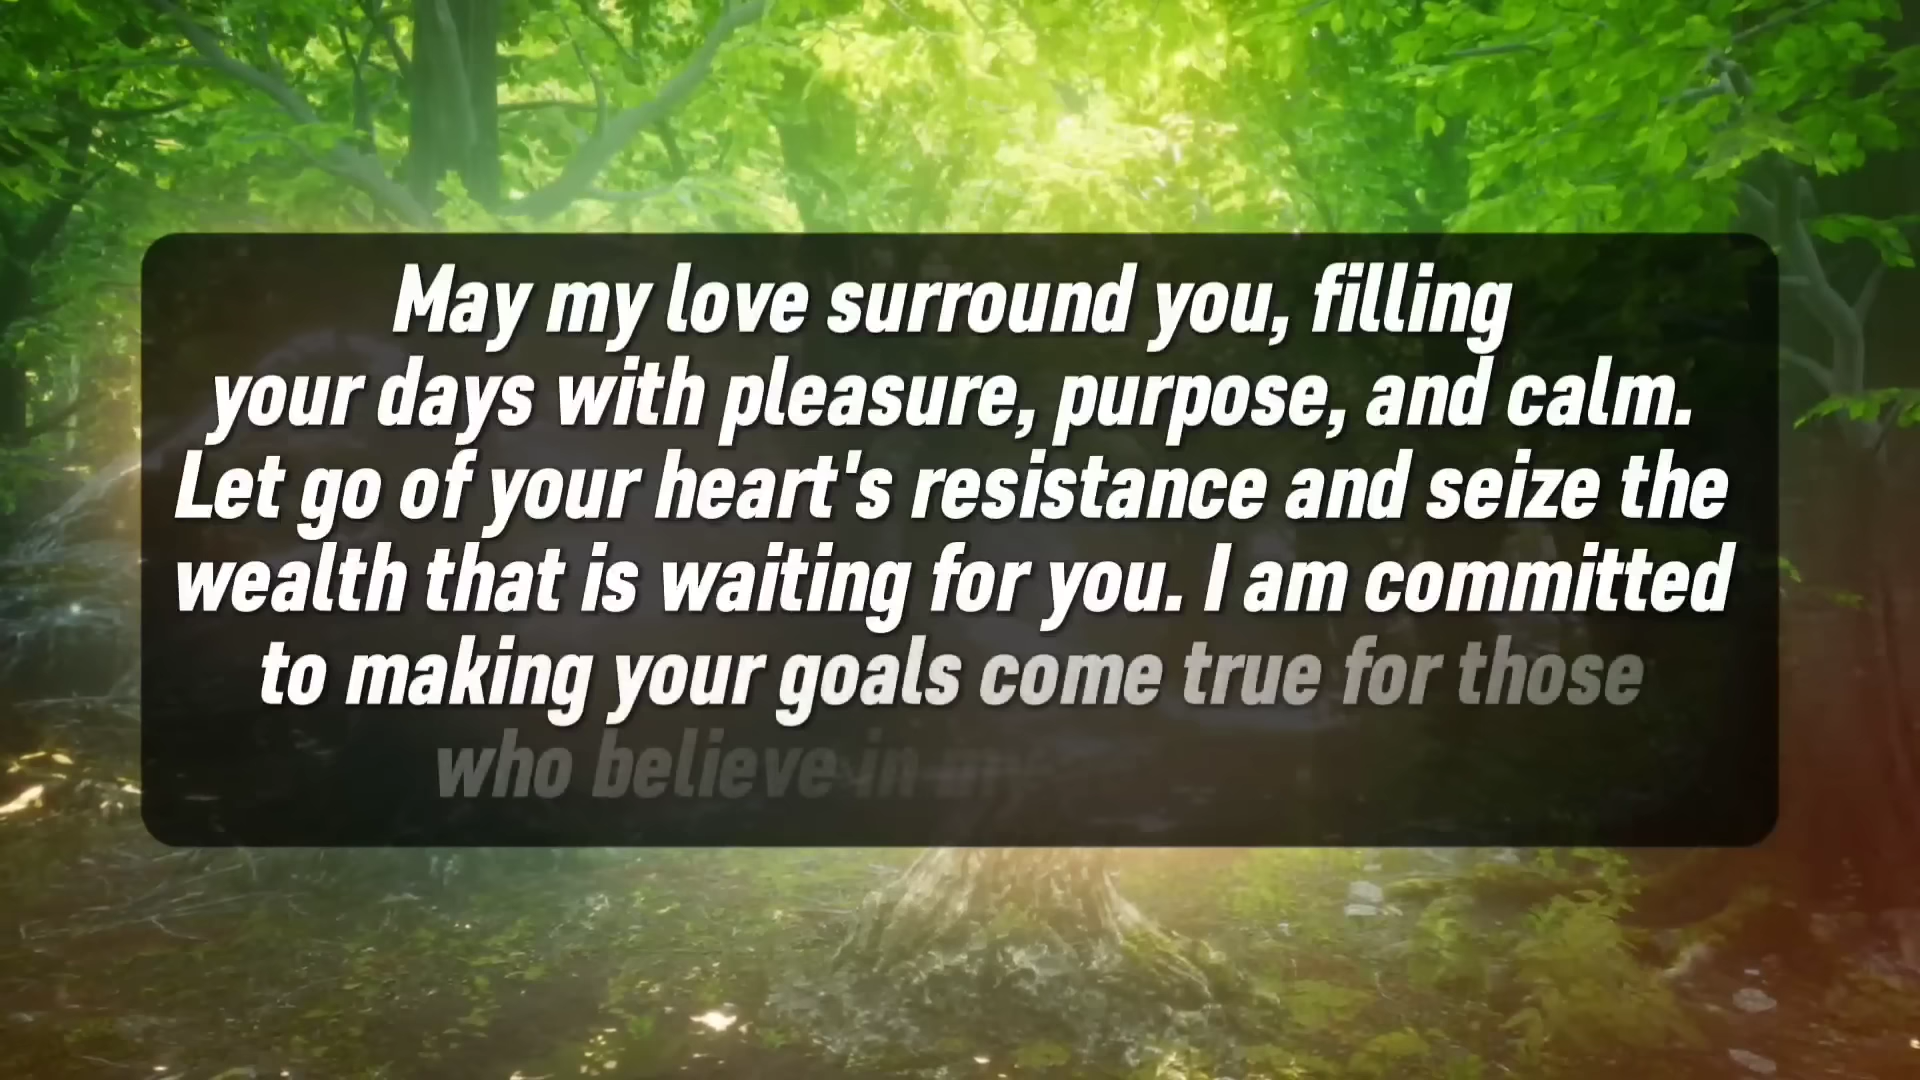 May my love surround you, filling
your days with pleasure, purpose, and calm.
Let go of your heart's resistance and seize the
wealth that is waiting for you. I am committed
to making your goals come true for those
who believe in my